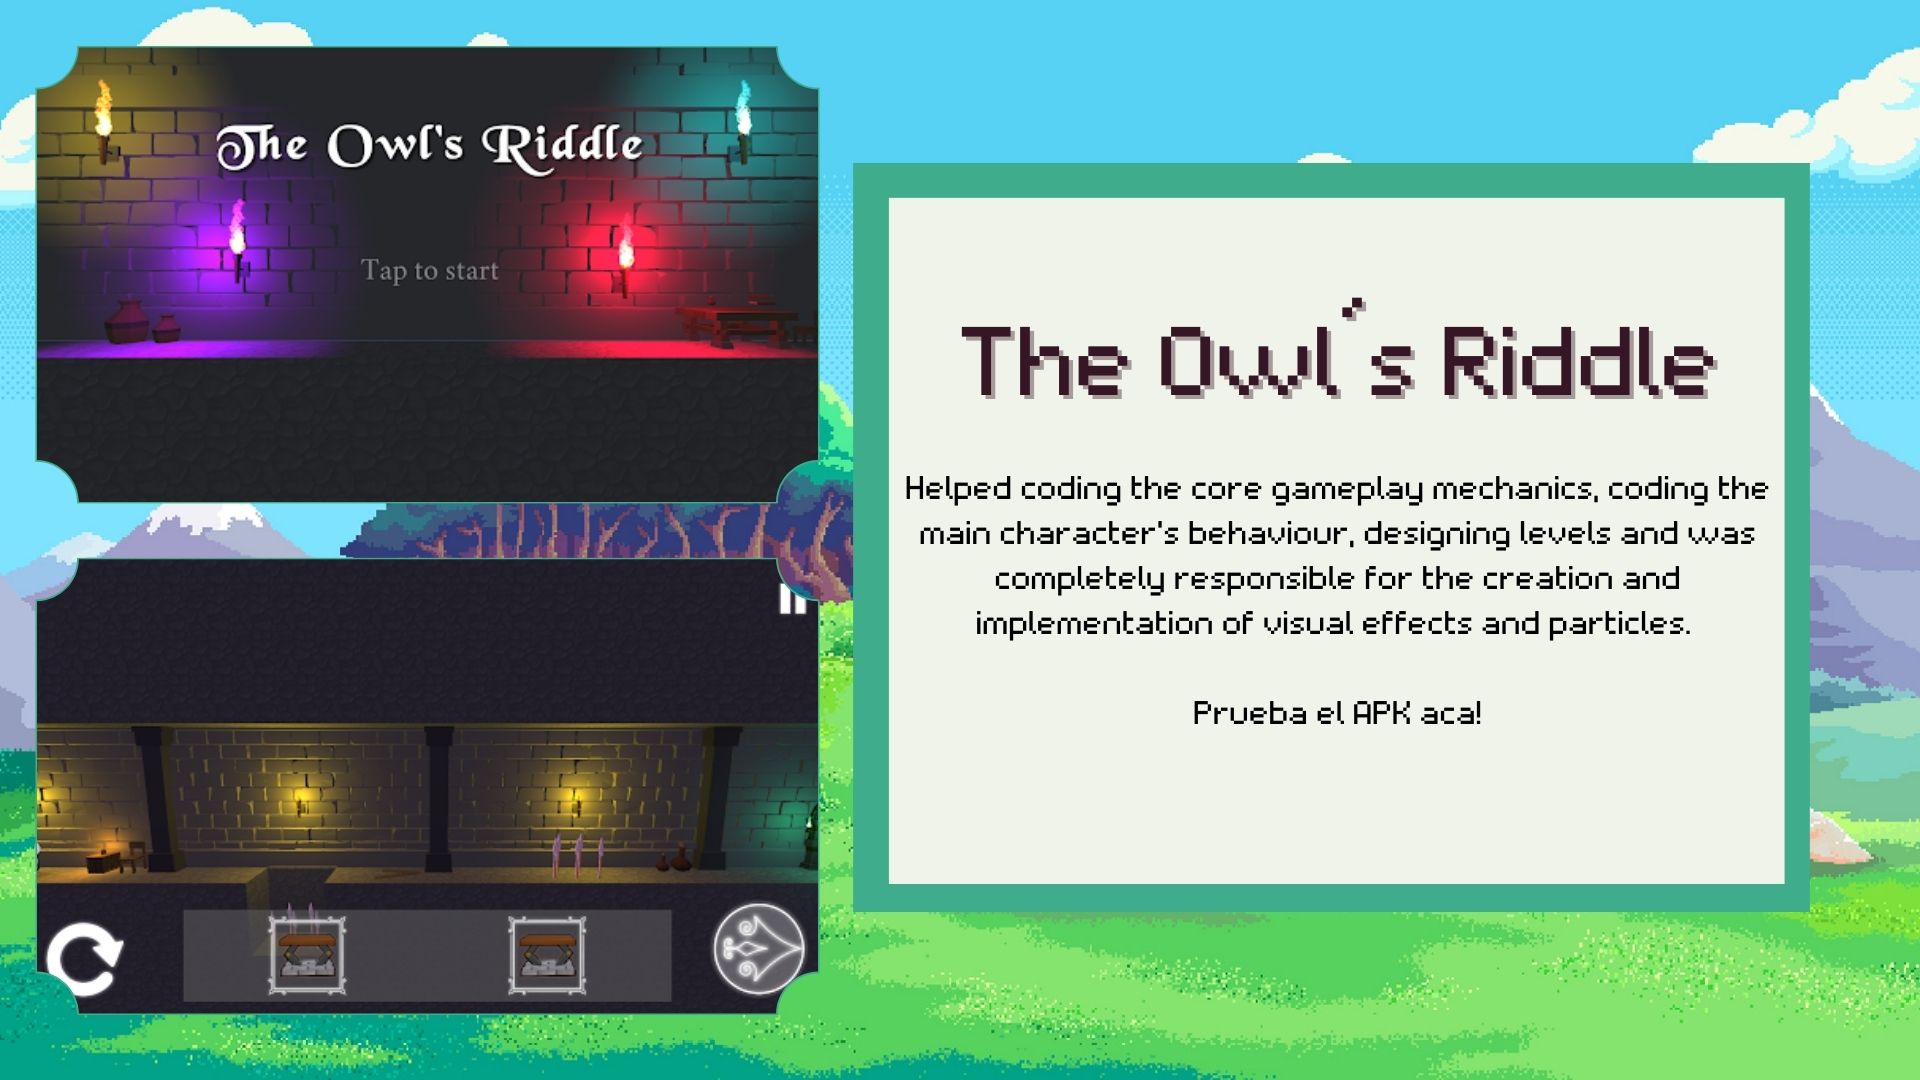 The Owl's Riddle
Tap to start
The Owl´s Riddle
Helped coding the core gameplay mechanics, coding the
main character's behaviour, designing levels and was
completely responsible for the creation and
implementation of visual effects and particles.
Prueba el APK aca!